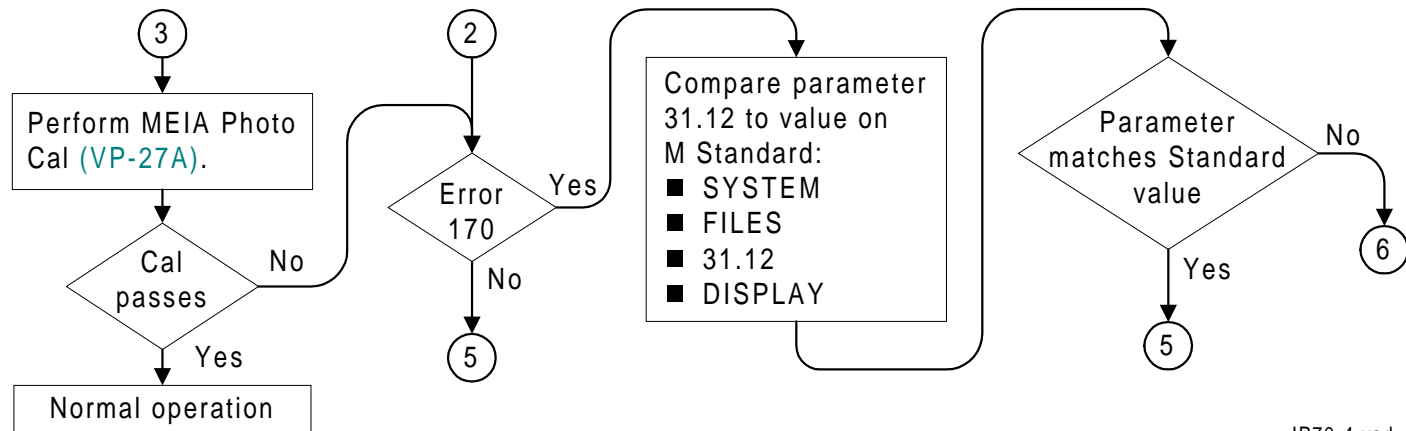 3
Perform MEIA Photo
Cal (VP-27A).
Cal
passes
No
Yes
Normal operation
2
Error
170
Yes
No
5
Compare parameter
31.12 to value on
M Standard:
■ SYSTEM
■ FILES
■ 31.12
■ DISPLAY
Parameter
matches Standard
value
No
6
Yes
5